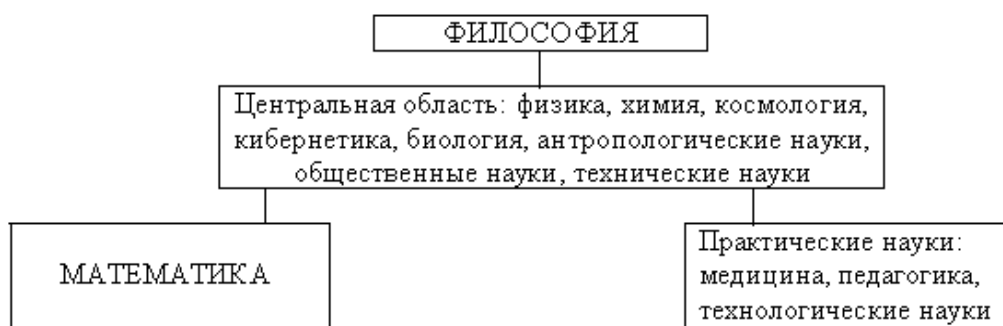 ФИЛОСОФИЯ
Центральная область: физика, химия, космология,
кибернетика, биология, антропологические науки,
общественные науки, технические науки
МАТЕМАТИКА
Практические науки:
медицина, педагогика,
технологические науки